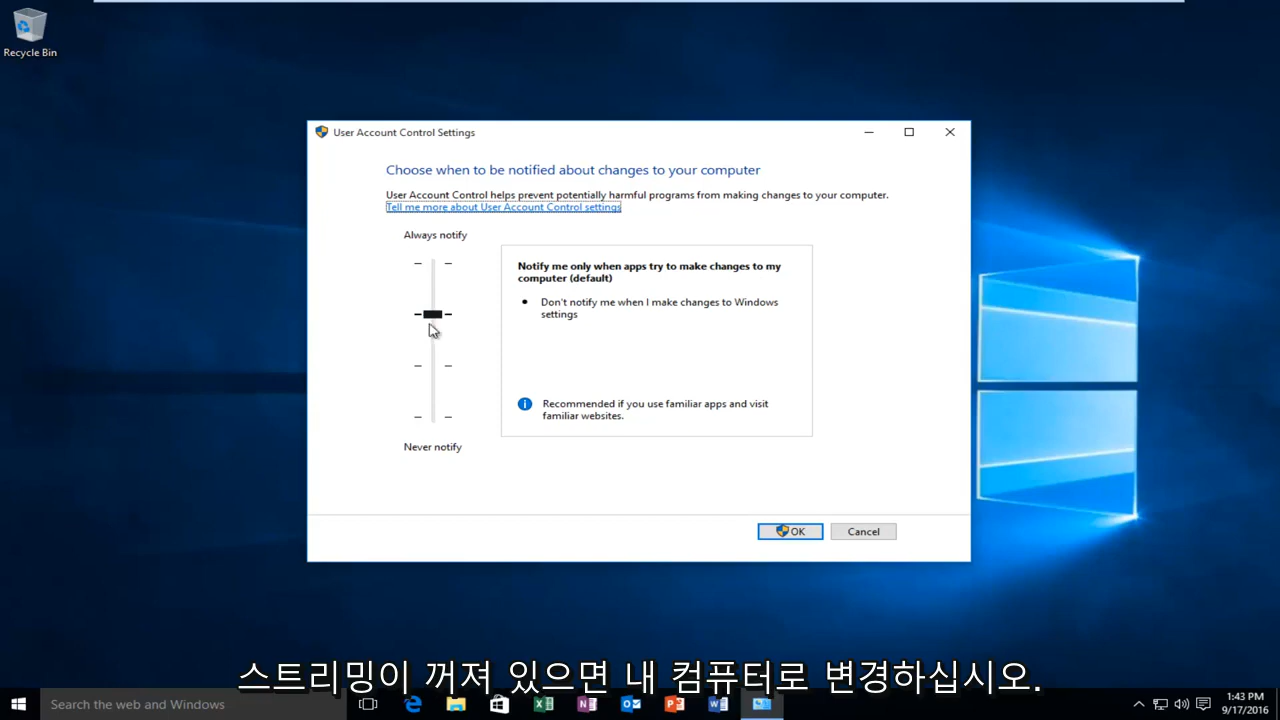 Recycle Bin
User Account Control Settings
Choose when to be notified about changes to your computer
User Account Control helps prevent potentially harmful programs from making changes to your computer.
Tell me more about User Account Control settings
Always notify
Notify me only when apps try to make changes to my
computer (default)
• Don't notify me when I make changes to Windows
settings
Recommended if you use familiar apps and visit
familiar websites.
Never notify
OK
Cancel
스트리밍이 꺼져 있으면 내 컴퓨터로 변경하십시오.
Search the web and Windows
1:43 PM
9/17/2016